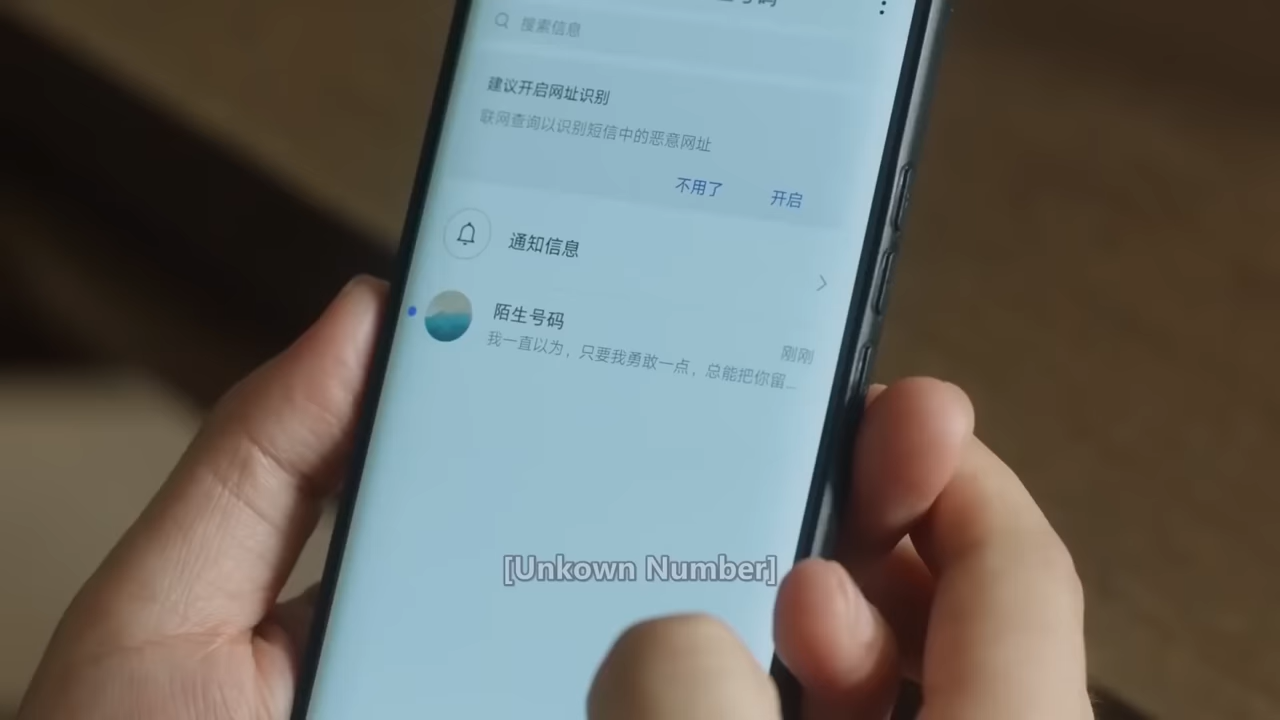 搜索信息
建议开启网址识别
联网查询以识别短信中的恶意网址
不用了 开启
通知信息
陌生号码
刚刚
我一直以为，只要我勇敢一点，总能把你留...
[Unkown Number]